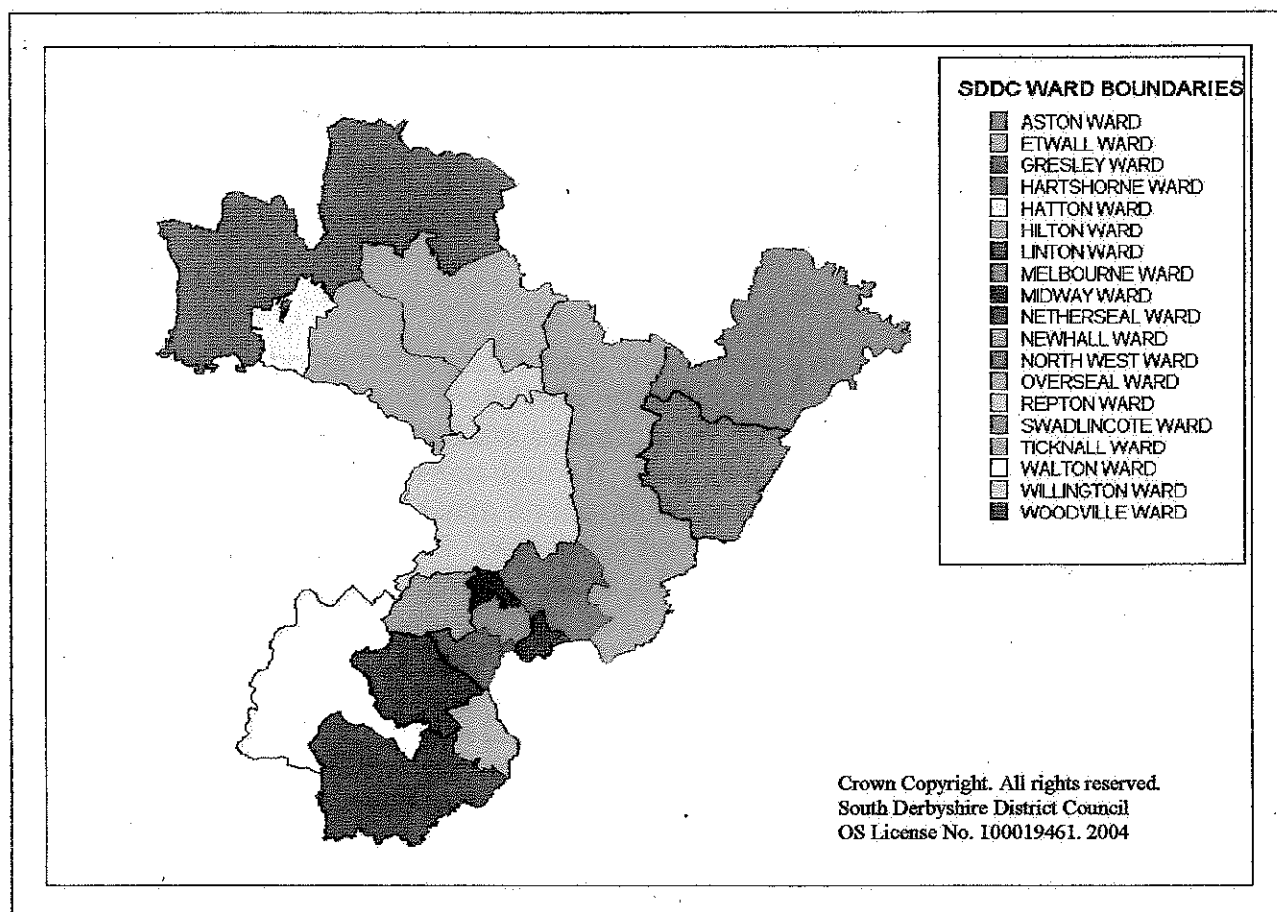 SDDC WARD BOUNDARIES
ASTON WARD
ETWALL WARD
GRESLEY WARD
HARTSHORNE WARD
HATTON WARD
HILTON WARD
LINTON WARD
MELBOURNE WARD
MIDWAY WARD
NETHERSEAL WARD
NEWHALL WARD
NORTH WEST WARD
OVERSEAL WARD
REPTON WARD
SWADLINCOTE WARD
TICKNALL WARD
WALTON WARD
WILLINGTON WARD
WOODVILLE WARD
Crown Copyright. All rights reserved.
South Derbyshire District Council
OS License No. 100019461. 2004